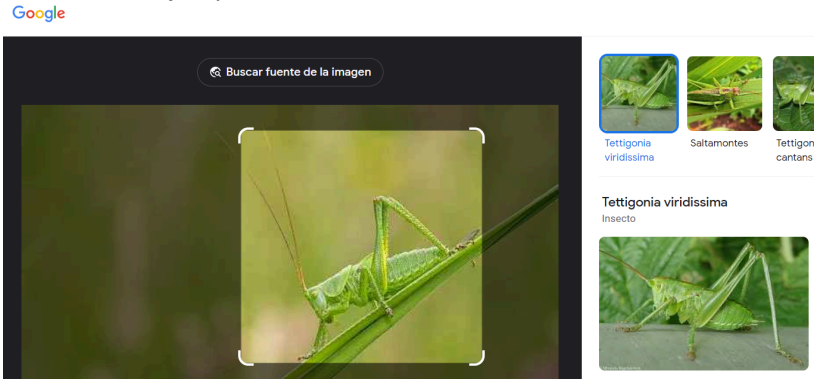 Google
Buscar fuente de la imagen
Tettigonia
viridissima
Saltamontes
Tettigon
cantans
Tettigonia viridissima
Insecto